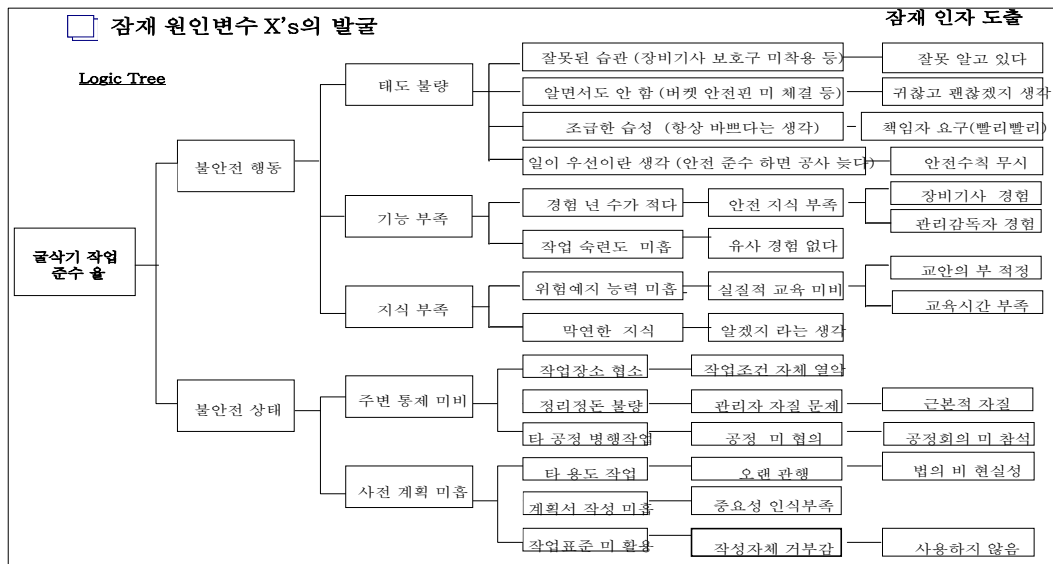 잠재 원인변수 X's의 발굴
잠재 인자 도출
Logic Tree
굴삭기 작업
준수 율
불안전 행동
태도 불량
잘못된 습관 (장비기사 보호구 미착용 등)
잘못 알고 있다
알면서도 안 함 (버켓 안전핀 미 체결 등)
귀찮고 괜찮겠지 생각
조급한 습성 (항상 바쁘다는 생각)
책임자 요구(빨리빨리)
일이 우선이란 생각 (안전 준수 하면 공사 늦다)
안전수칙 무시
기능 부족
경험 년 수가 적다
안전 지식 부족
장비기사 경험
관리감독자 경험
작업 숙련도 미흡
유사 경험 없다
지식 부족
위험예지 능력 미흡
실질적 교육 미비
교안의 부 적정
교육시간 부족
막연한 지식
알겠지 라는 생각
불안전 상태
주변 통제 미비
작업장소 협소
작업조건 자체 열악
정리정돈 불량
관리자 자질 문제
근본적 자질
타 공정 병행작업
공정 미 협의
공정회의 미 참석
사전 계획 미흡
타 용도 작업
오랜 관행
법의 비 현실성
계획서 작성 미흡
중요성 인식부족
작업표준 미 활용
작성자체 거부감
사용하지 않음